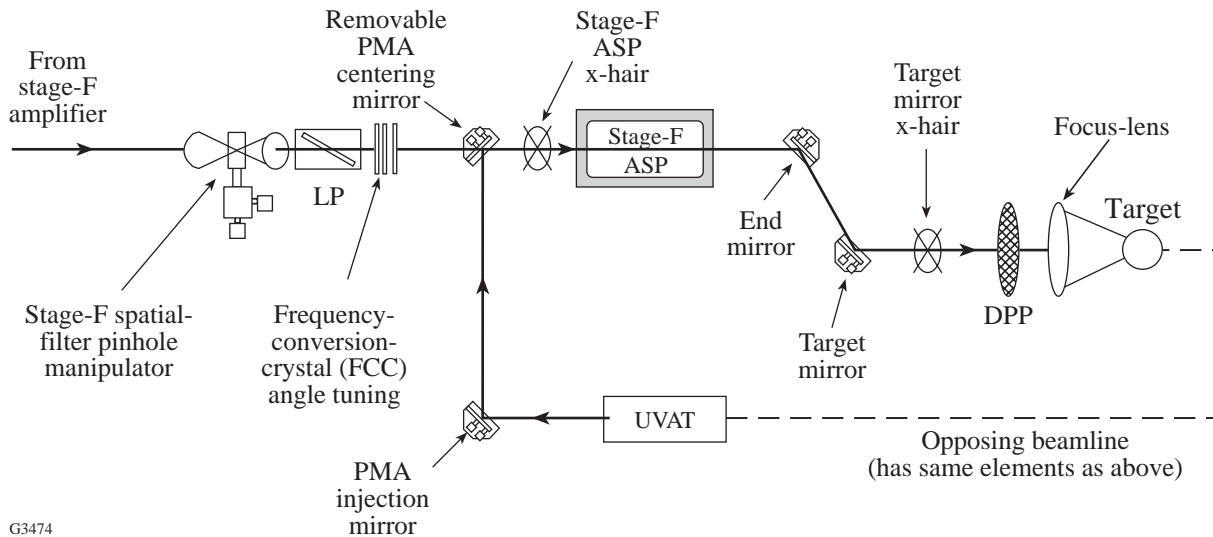 From
stage-F
amplifier
Removable
PMA
centering
mirror
Stage-F
ASP
x-hair
Target
mirror
x-hair
Focus-lens
Target
Stage-F
ASP
LP
End
mirror
DPP
Stage-F spatial-
filter pinhole
manipulator
Frequency-
conversion-
crystal (FCC)
angle tuning
Target
mirror
UVAT
Opposing beamline
(has same elements as above)
PMA
injection
mirror
G3474